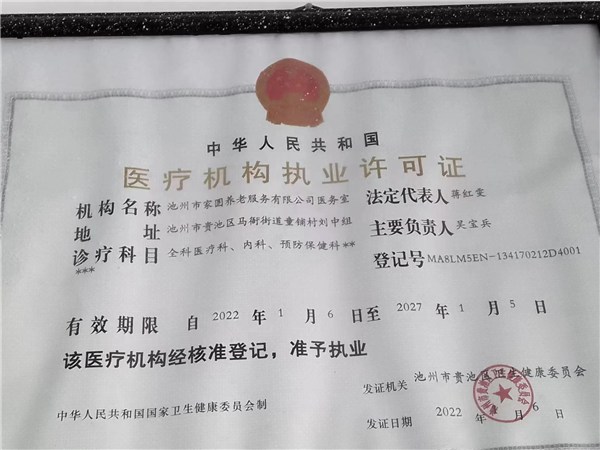 中华人民共和国
医疗机构执业许可证
机构名称 池州市家园养老服务有限公司医务室
法定代表人 蒋红雯
地 址 池州市贵池区马衙街道童铺村刘中组
主要负责人 吴宝兵
诊疗科目 全科医疗科、内科、预防保健科**
***
登记号 MA8LM5EN-134170212D4001
有效期限 自 2022 年 1 月 6 日至 2027 年 1 月 5 日
该医疗机构经核准登记，准予执业
发证机关 池州市贵池区卫生健康委员会
中华人民共和国国家卫生健康委员会制
发证日期 2022 1 月 6 日